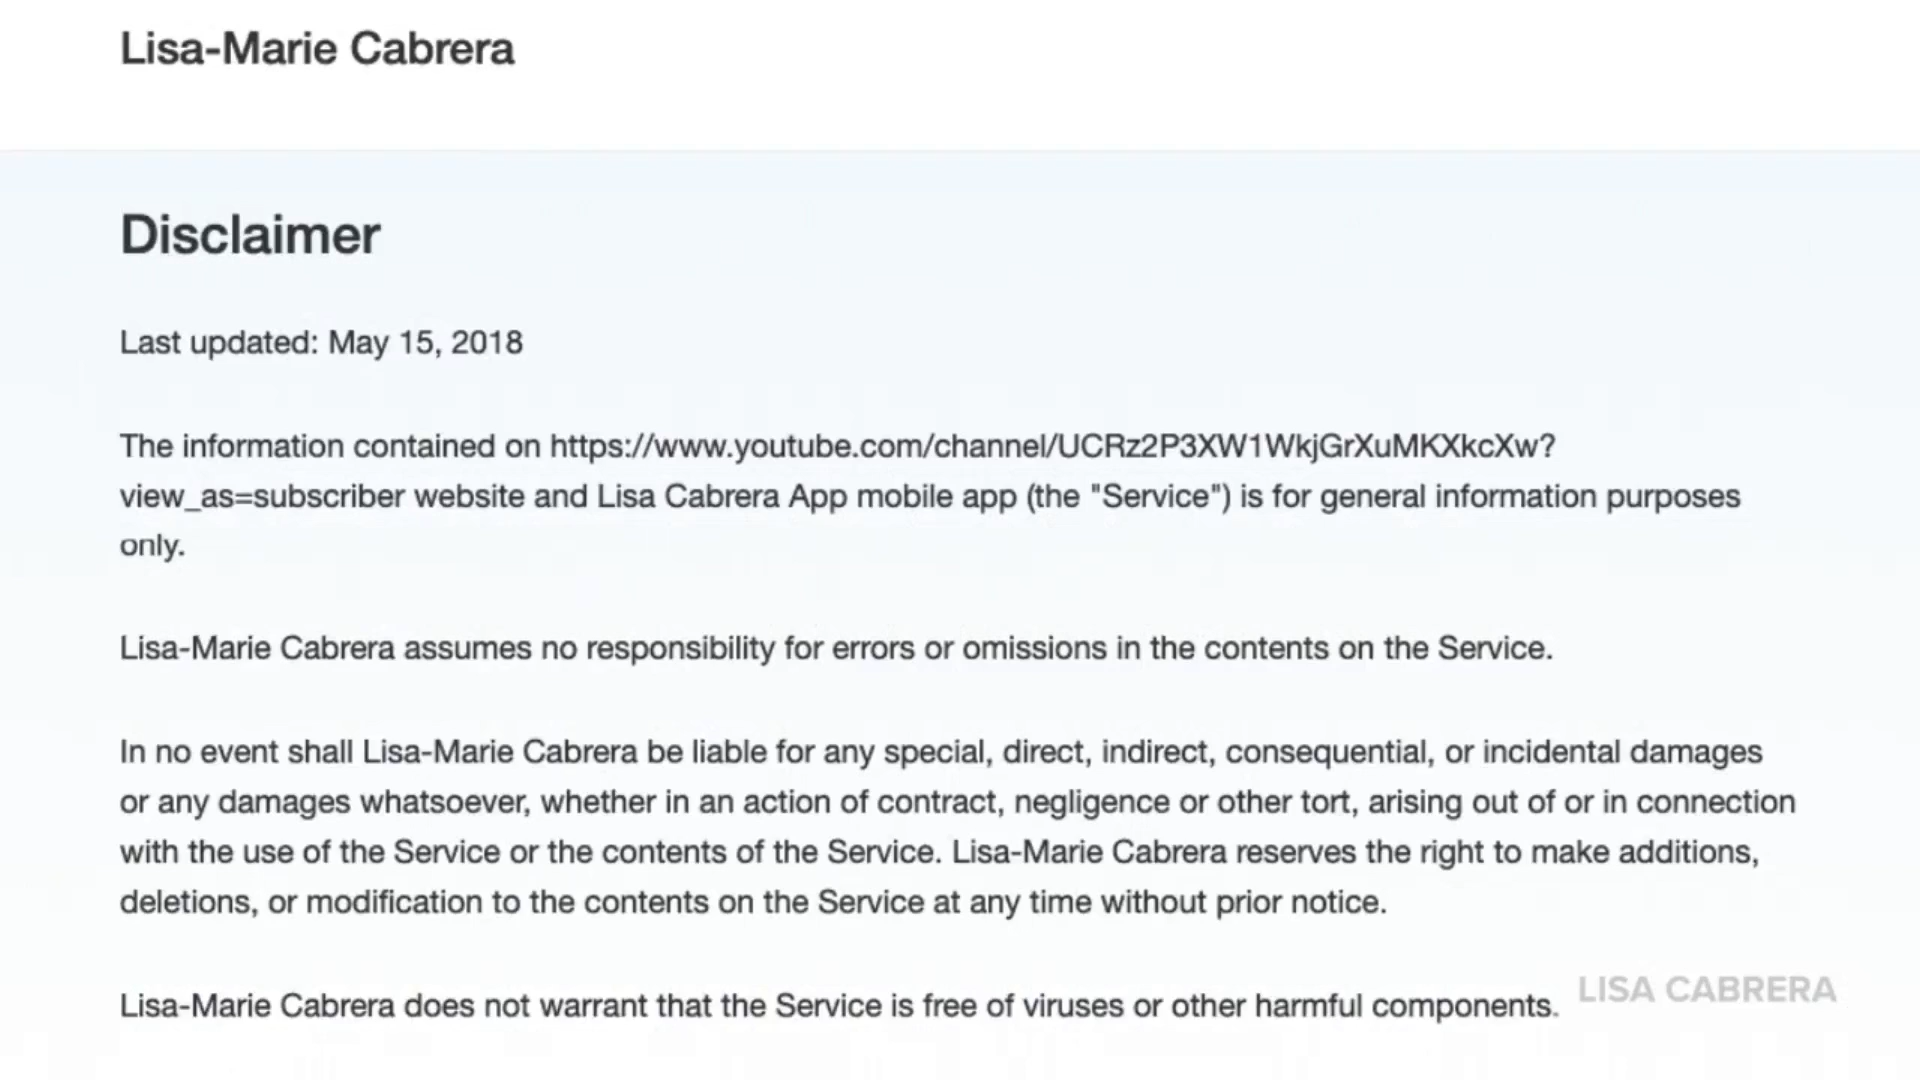 Lisa-Marie Cabrera
Disclaimer
Last updated: May 15, 2018
The information contained on https://www.youtube.com/channel/UCRz2P3XW1WkjGrXuMKXkcXw?
view_as=subscriber website and Lisa Cabrera App mobile app (the "Service") is for general information purposes
only.
Lisa-Marie Cabrera assumes no responsibility for errors or omissions in the contents on the Service.
In no event shall Lisa-Marie Cabrera be liable for any special, direct, indirect, consequential, or incidental damages
or any damages whatsoever, whether in an action of contract, negligence or other tort, arising out of or in connection
with the use of the Service or the contents of the Service. Lisa-Marie Cabrera reserves the right to make additions,
deletions, or modification to the contents on the Service at any time without prior notice.
Lisa-Marie Cabrera does not warrant that the Service is free of viruses or other harmful components.
LISA CABRERA